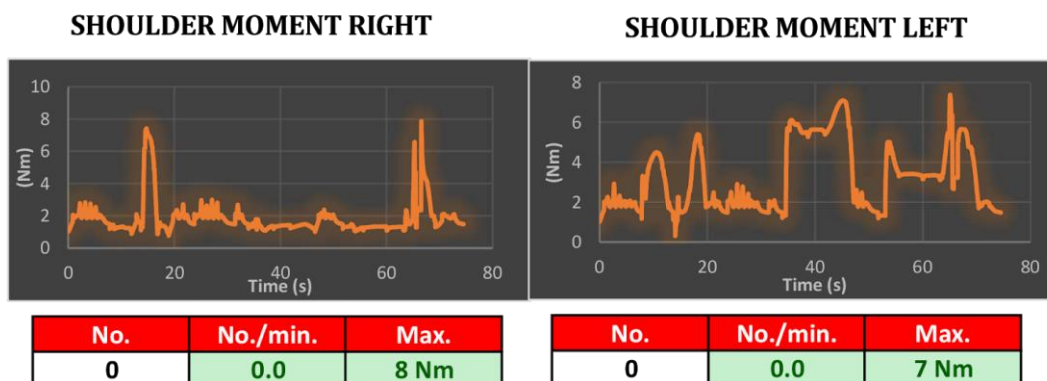 SHOULDER MOMENT RIGHT
10
8
6
4
2
0
(Nm)
0 20 40 60 80
Time (s)
No. No./min. Max.
0 0.0 8 Nm
SHOULDER MOMENT LEFT
8
6
4
2
0
(Nm)
0 20 40 60 80
Time (s)
No. No./min. Max.
0 0.0 7 Nm